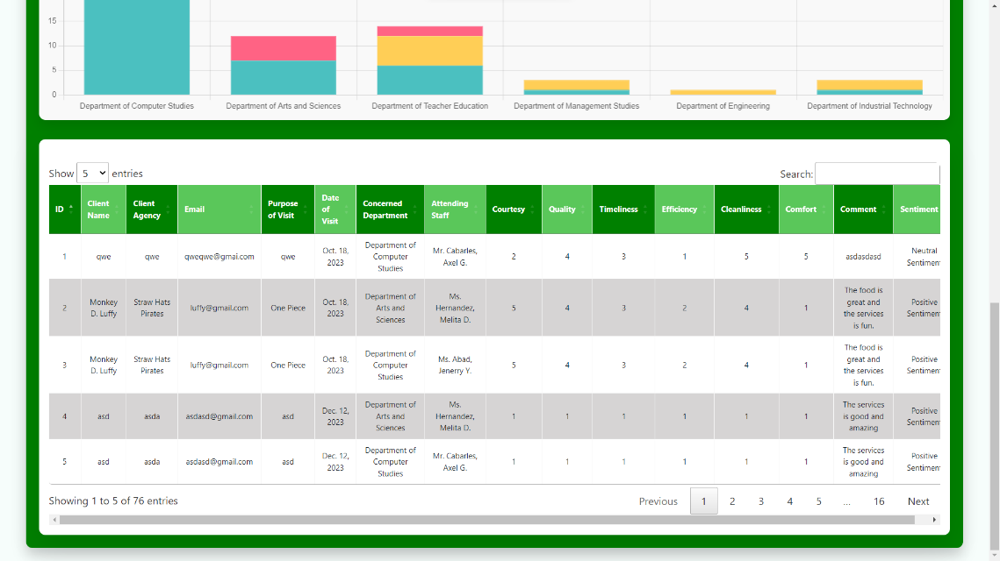 15
10
5
0
Department of Computer Studies Department of Arts and Sciences Department of Teacher Education Department of Management Studies Department of Engineering Department of Industrial Technology
Show 5 entries Search:
ID Client Name Client Agency Email Purpose of Visit Date of Visit Concerned Department Attending Staff Courtesy Quality Timeliness Efficiency Cleanliness Comfort Comment Sentiment
1 qwe qwe qweqwe@gmai.com qwe Oct. 18, 2023 Department of Computer Studies Mr. Cabarles, Axel G. 2 4 3 1 5 5 asdasdasd Neutral Sentiment
2 Monkey D. Luffy Straw Hats Pirates luffy@gmail.com One Piece Oct. 18, 2023 Department of Arts and Sciences Ms. Hernandez, Melita D. 5 4 3 2 4 1 The food is great and the services is fun. Positive Sentiment
3 Monkey D. Luffy Straw Hats Pirates luffy@gmail.com One Piece Oct. 18, 2023 Department of Computer Studies Ms. Abad, Jenerry Y. 5 4 3 2 4 1 The food is great and the services is fun. Positive Sentiment
4 asd asda asdasd@gmail.com asd Dec. 12, 2023 Department of Arts and Sciences Ms. Hernandez, Melita D. 1 1 1 1 1 1 The services is good and amazing Positive Sentiment
5 asd asda asdasd@gmail.com asd Dec. 12, 2023 Department of Computer Studies Mr. Cabarles, Axel G. 1 1 1 1 1 1 The services is good and amazing Positive Sentiment
Showing 1 to 5 of 76 entries Previous 1 2 3 4 5 … 16 Next